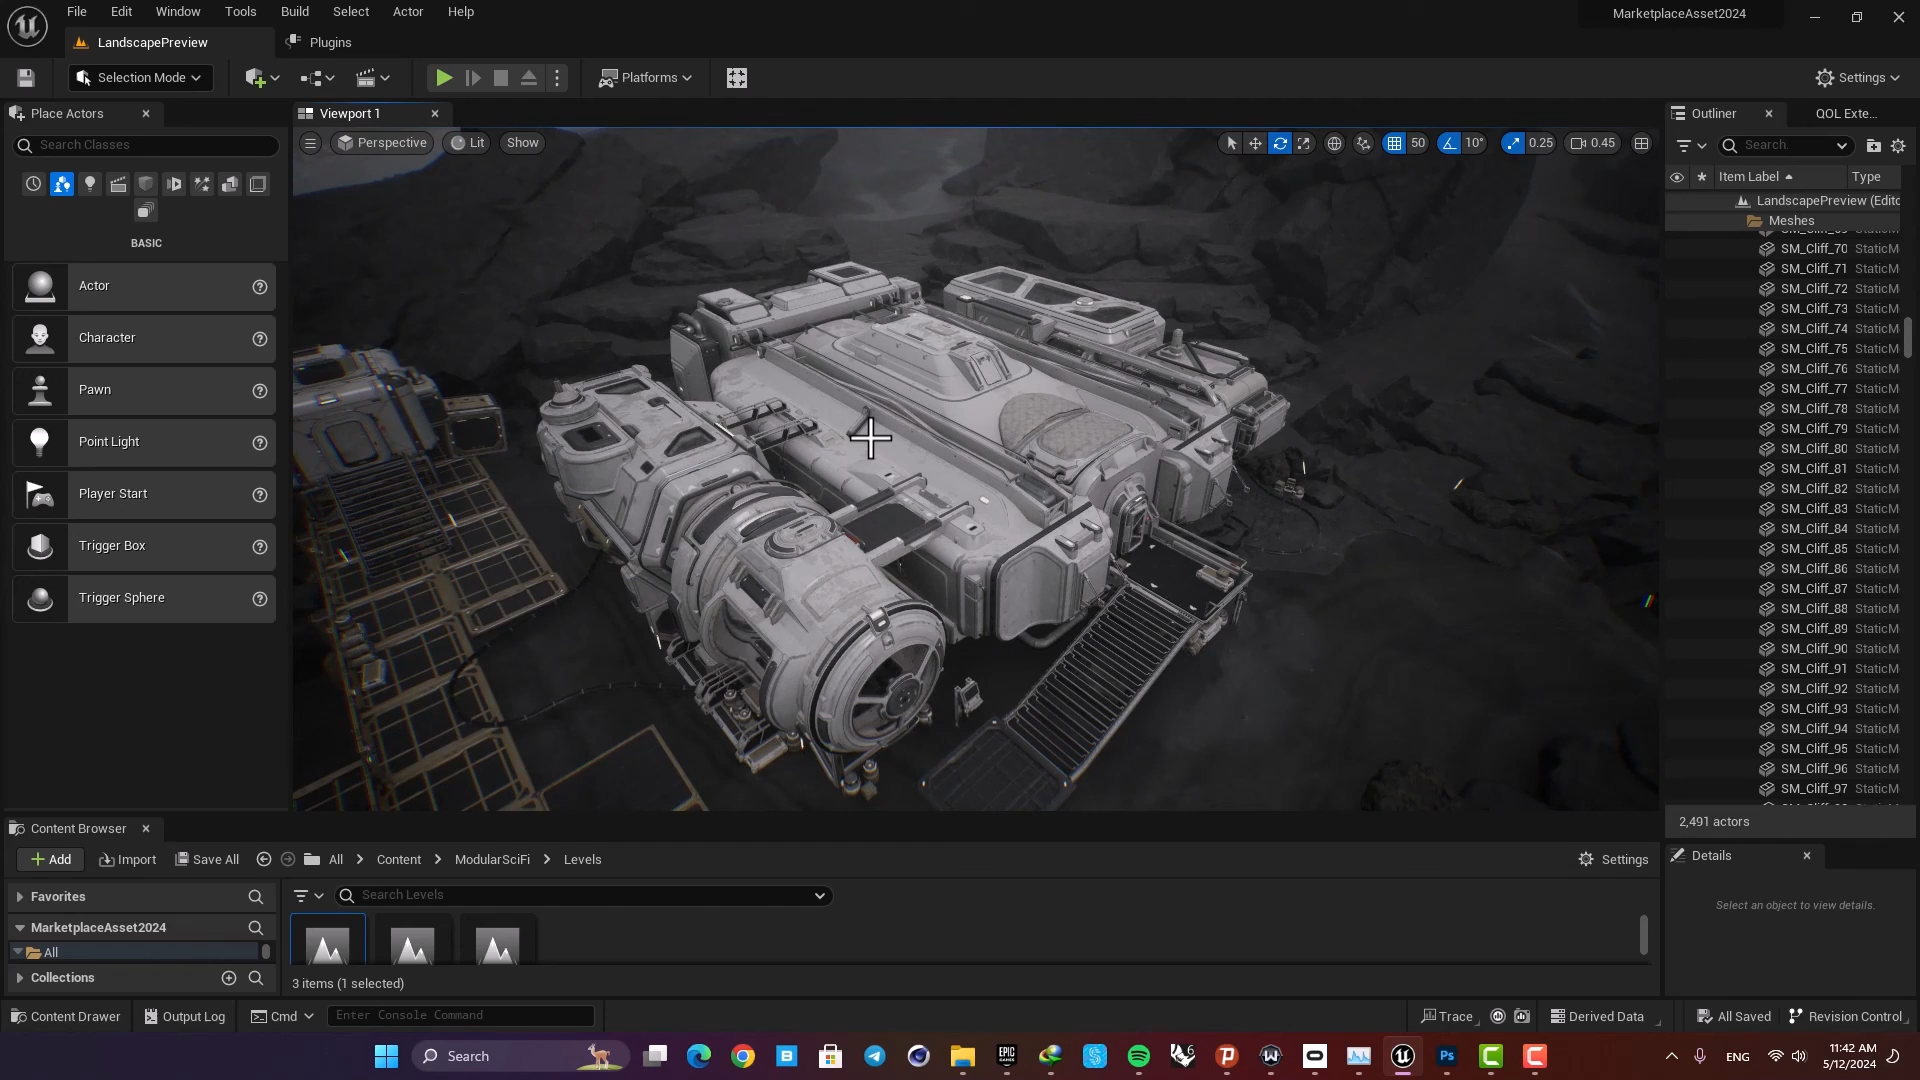 File Edit Window Tools Build Select Actor Help
MarketplaceAsset2024
LandscapePreview
Plugins
Selection Mode
Platforms
Settings
Place Actors
Search Classes
BASIC
Actor
Character
Pawn
Point Light
Player Start
Trigger Box
Trigger Sphere
Viewport 1
Perspective
Lit
Show
50
10°
0.25
0.45
Outliner
QOL Exte...
Search.
Item Label
Type
LandscapePreview (Edito
Meshes
SM_Cliff_70 StaticM
SM_Cliff_71 StaticM
SM_Cliff_72 StaticM
SM_Cliff_73 StaticM
SM_Cliff_74 StaticM
SM_Cliff_75 StaticM
SM_Cliff_76 StaticM
SM_Cliff_77 StaticM
SM_Cliff_78 StaticM
SM_Cliff_79 StaticM
SM_Cliff_80 StaticM
SM_Cliff_81 StaticM
SM_Cliff_82 StaticM
SM_Cliff_83 StaticM
SM_Cliff_84 StaticM
SM_Cliff_85 StaticM
SM_Cliff_86 StaticM
SM_Cliff_87 StaticM
SM_Cliff_88 StaticM
SM_Cliff_89 StaticM
SM_Cliff_90 StaticM
SM_Cliff_91 StaticM
SM_Cliff_92 StaticM
SM_Cliff_93 StaticM
SM_Cliff_94 StaticM
SM_Cliff_95 StaticM
SM_Cliff_96 StaticM
SM_Cliff_97 StaticM
2,491 actors
Details
Select an object to view details.
Content Browser
Add
Import
Save All
All
Content
ModularSciFi
Levels
Settings
Favorites
MarketplaceAsset2024
All
Collections
Search Levels
3 items (1 selected)
Content Drawer
Output Log
Cmd
Enter Console Command
Trace
Derived Data
All Saved
Revision Control
Search
EPIC
GAMES
6
Ps
ENG
11:42 AM
5/12/2024